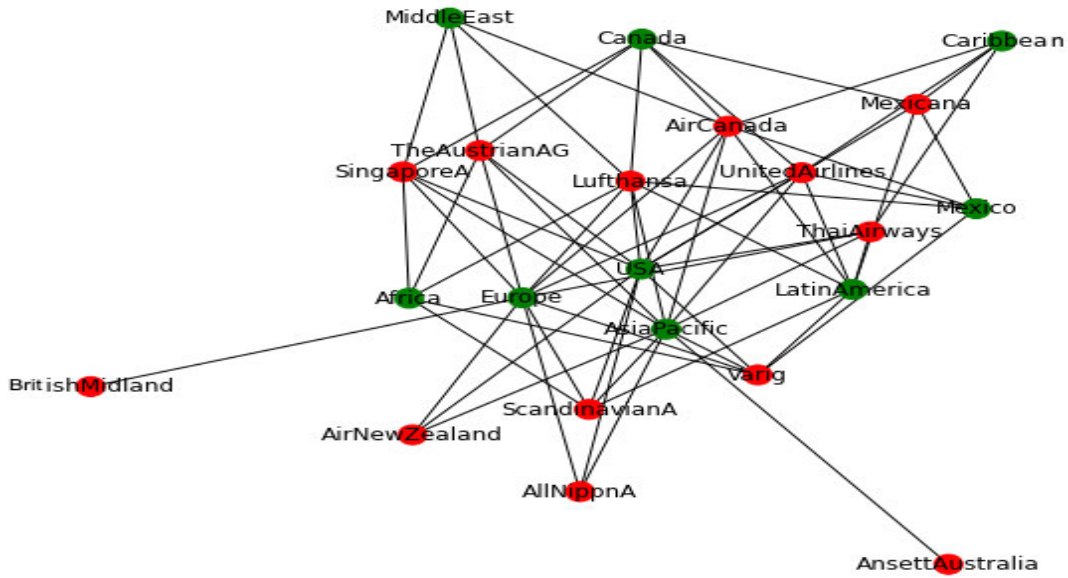 MiddleEast
Canada
Caribbean
Mexicana
AirCanada
TheAustrianAG
SingaporeA
Lufthansa
UnitedAirlines
Mexico
ThaiAirways
USA
LatinAmerica
Africa
Europe
AsiaPacific
Varig
BritishMidland
ScandinavianA
AirNewZealand
AllNippnA
AnsettAustralia